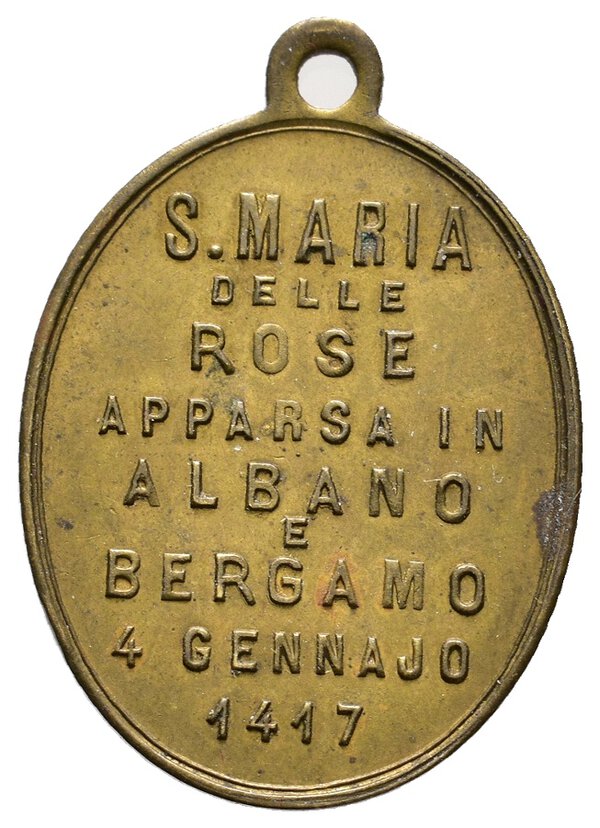 S. MARIA
DELLE
ROSE
APPARSA IN
ALBANO
E
BERGAMO
4 GENNAJO
1417